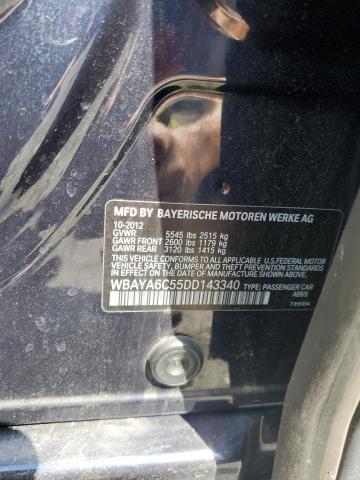 MFD BY BAYERISCHE MOTOREN WERKE AG
10-2012
GVWR 5545 lbs 2515 kg
GAWR FRONT 2600 lbs 1179 kg
GAWR REAR 3120 lbs 1415 kg
THIS VEHICLE CONFORMS TO ALL APPLICABLE U.S.FEDERAL MOTOR
VEHICLE SAFETY, BUMPER, AND THEFT PREVENTION STANDARDS IN
EFFECT ON THE DATE OF MANUFACTURE SHOWN ABOVE.
WBAYA6C55DD143340 TYPE: PASSENGER CAR